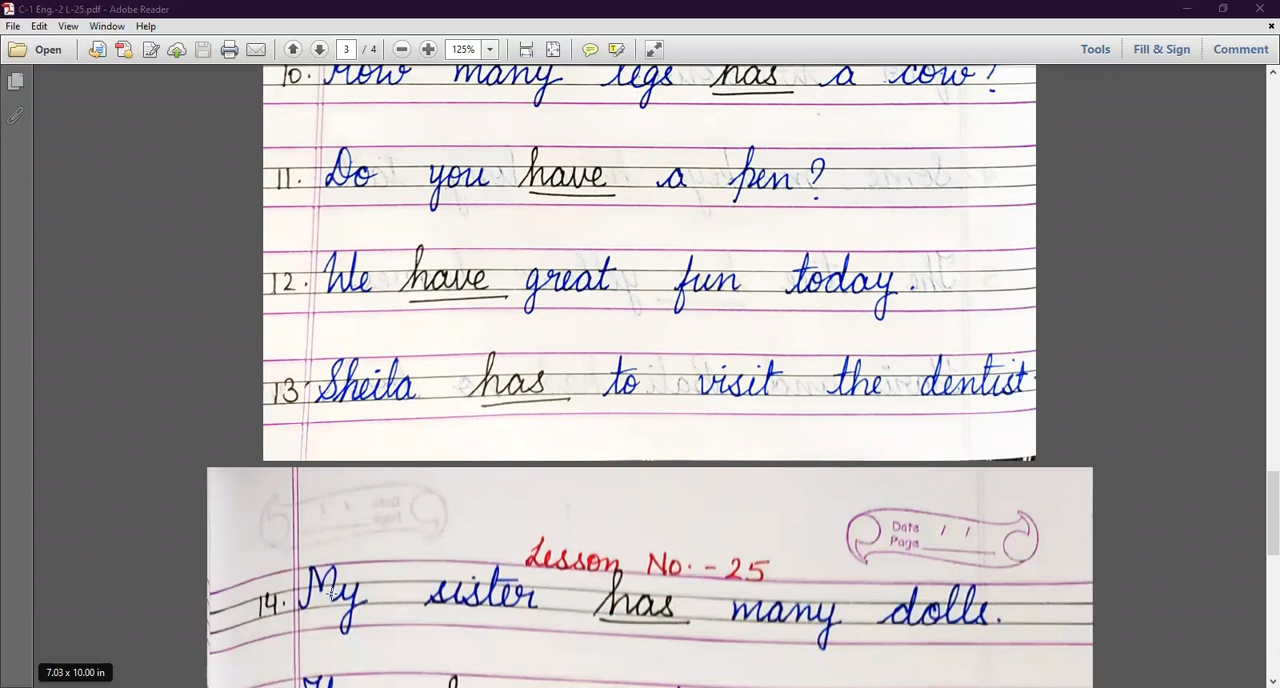 C-1 Eng.-2 L-25.pdf - Adobe Reader
File Edit View Window Help
Open 3 / 4 125% Tools Fill & Sign Comment
10. How many legs has a cow?
11. Do you have a pen?
12. We have great fun today.
13. Sheila has to visit the dentist.
Date / /
Page
Lesson No. - 25
14. My sister has many dolls.
7.03 x 10.00 in